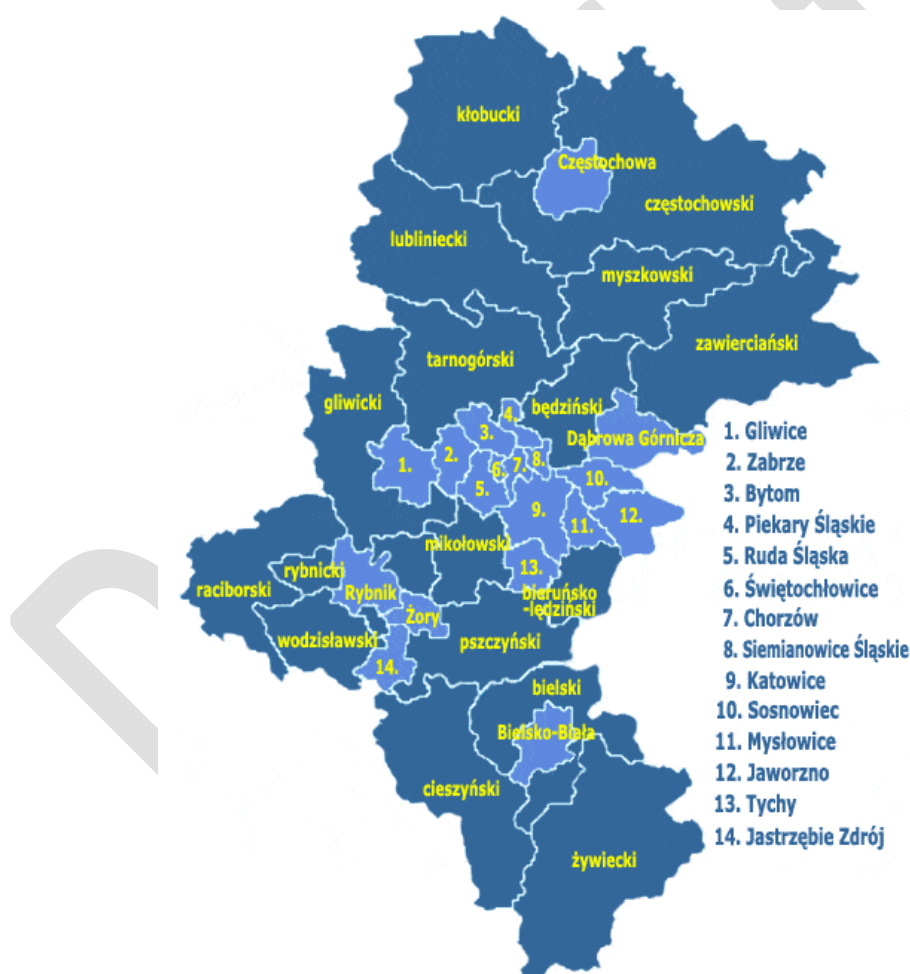 kłobucki
Częstochowa
częstochowski
lubliniecki
myszkowski
zawierciański
tarnogórski
gliwicki
będziński
Dąbrowa Górnicza
4.
3.
2.
1.
6.
7.
8.
5.
10.
9.
11.
12.
mikołowski
13.
rybnicki
raciborski
Rybnik
bieruńsko
-lędziński
Żory
wodzisławski
pszczyński
14.
bielski
Bielsko-Biała
cieszyński
żywiecki
1. Gliwice
2. Zabrze
3. Bytom
4. Piekary Śląskie
5. Ruda Śląska
6. Świętochłowice
7. Chorzów
8. Siemianowice Śląskie
9. Katowice
10. Sosnowiec
11. Mysłowice
12. Jaworzno
13. Tychy
14. Jastrzębie Zdrój